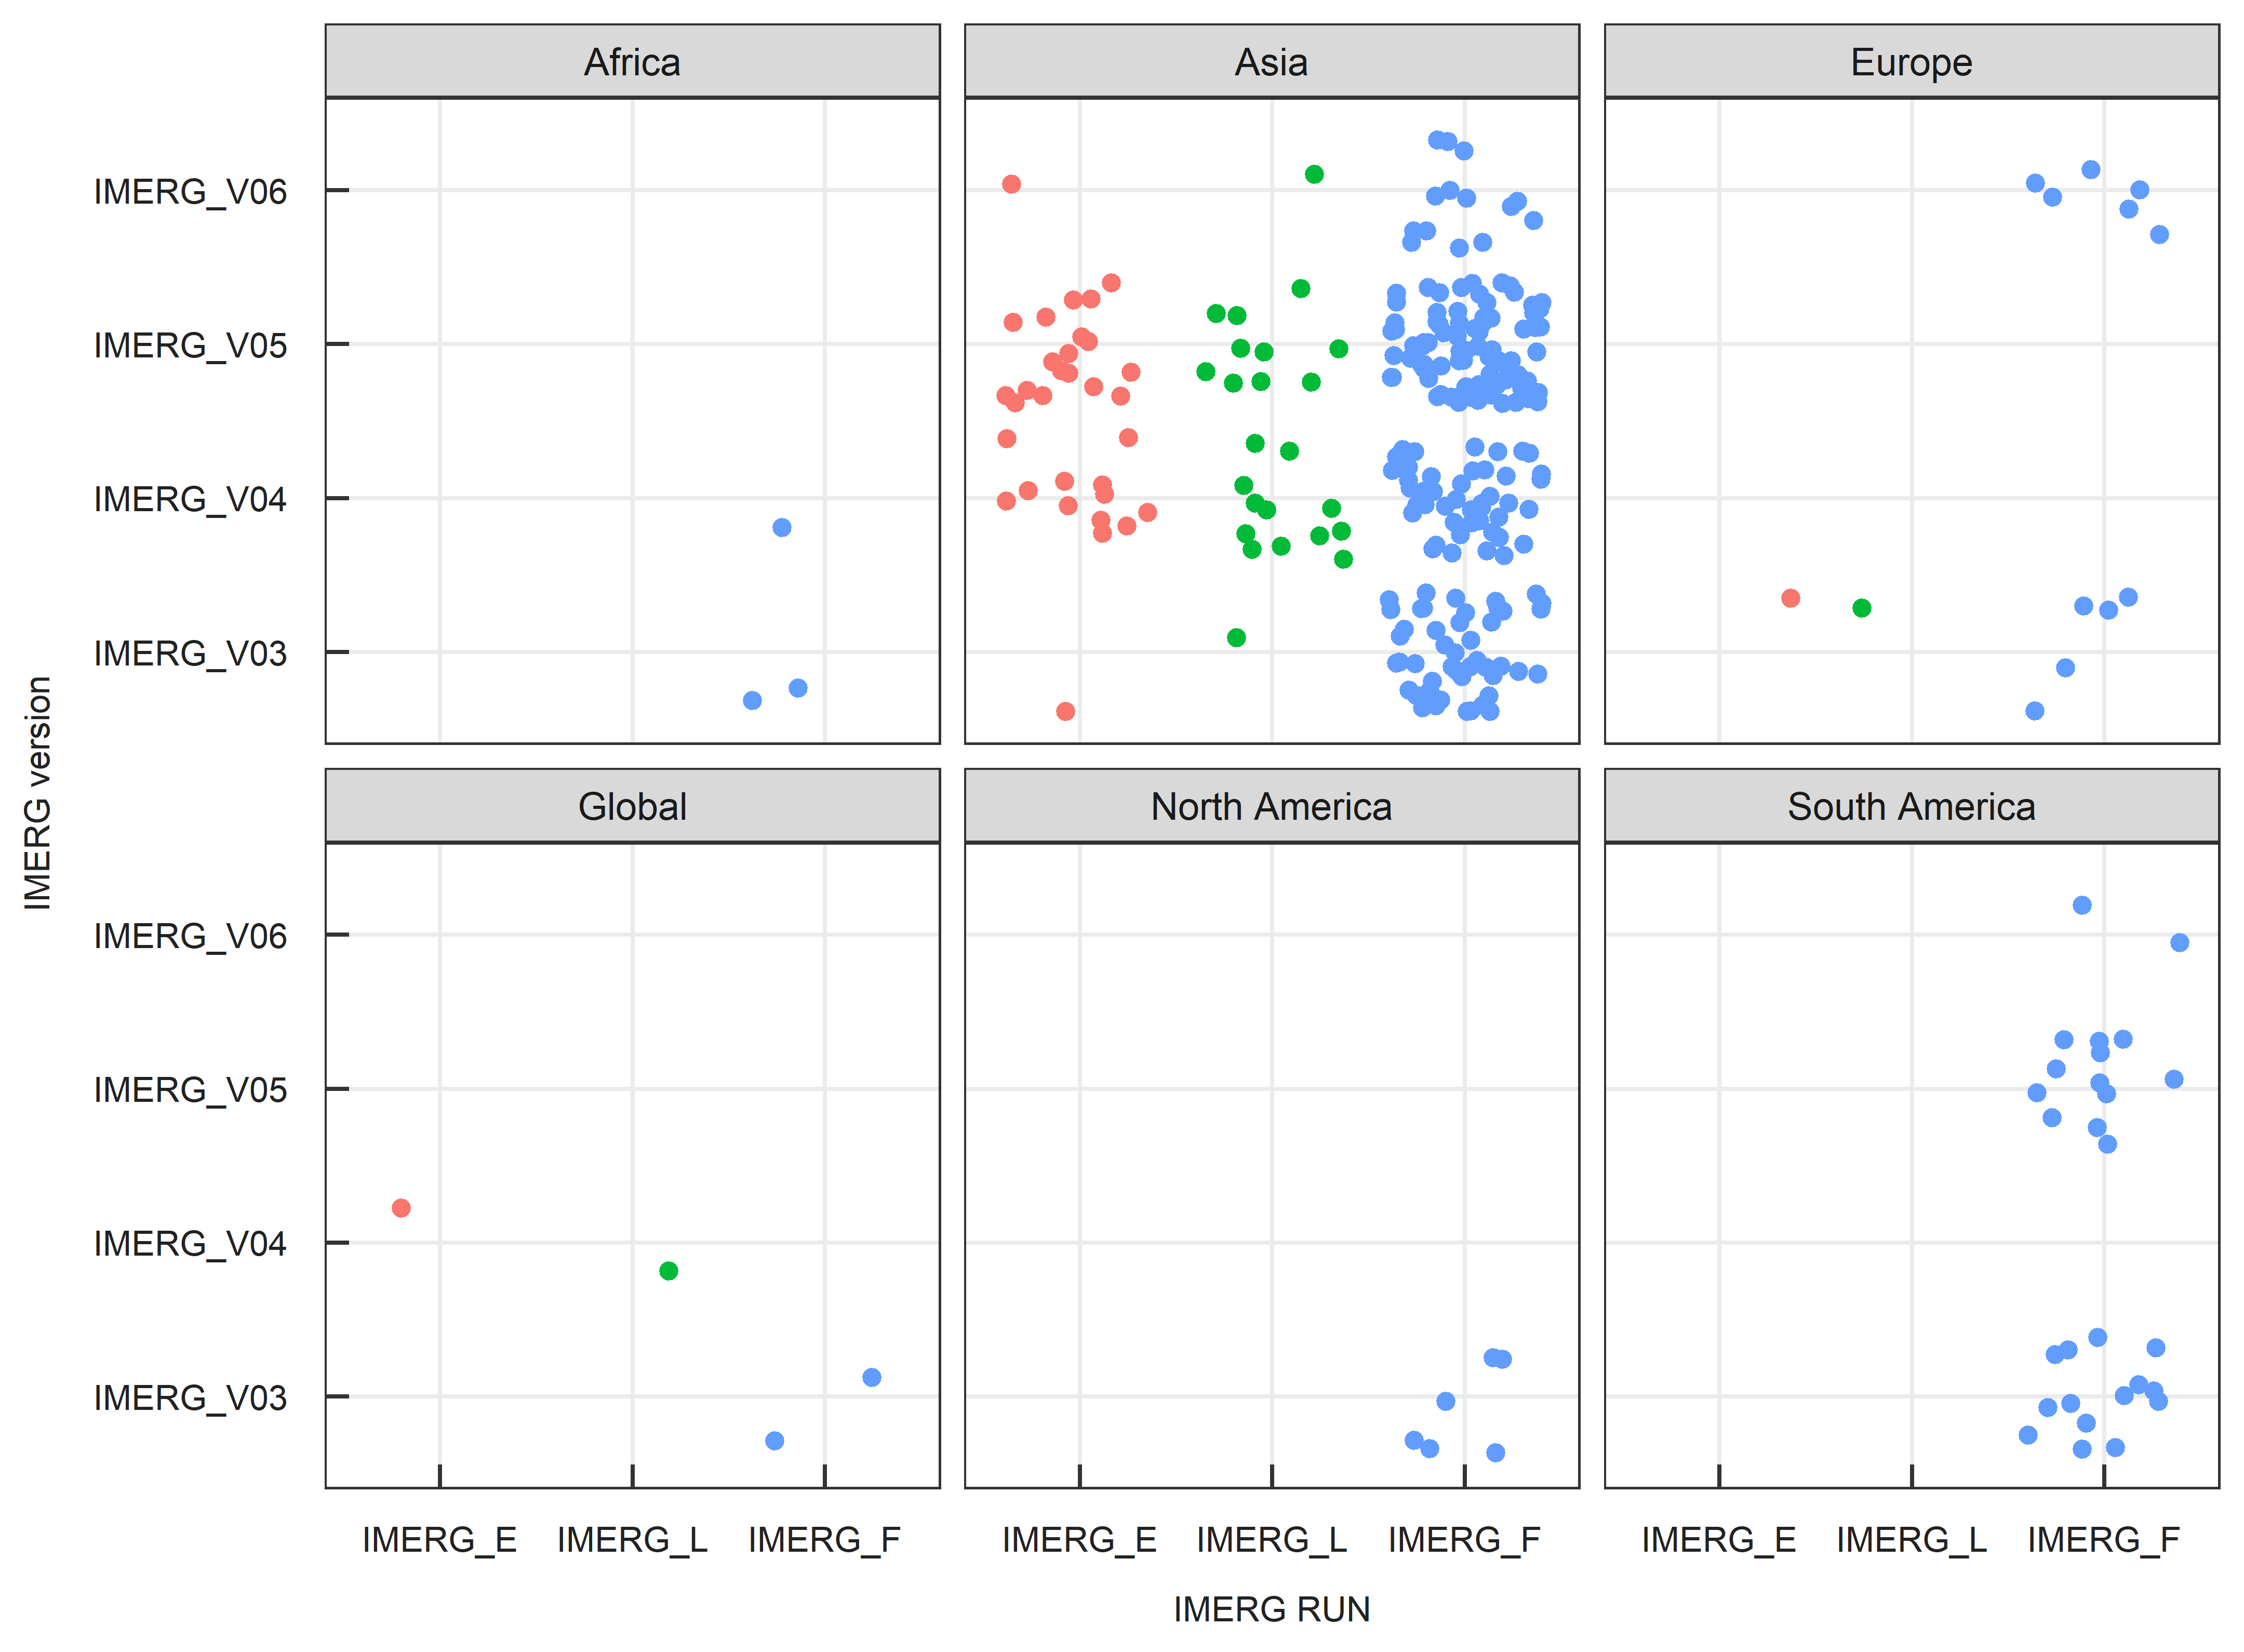 Africa
Asia
Europe
IMERG_V06
IMERG_V05
IMERG_V04
IMERG_V03
Global
North America
South America
IMERG_V06
IMERG_V05
IMERG_V04
IMERG_V03
IMERG version
IMERG_E
IMERG_L
IMERG_F
IMERG_E
IMERG_L
IMERG_F
IMERG_E
IMERG_L
IMERG_F
IMERG RUN